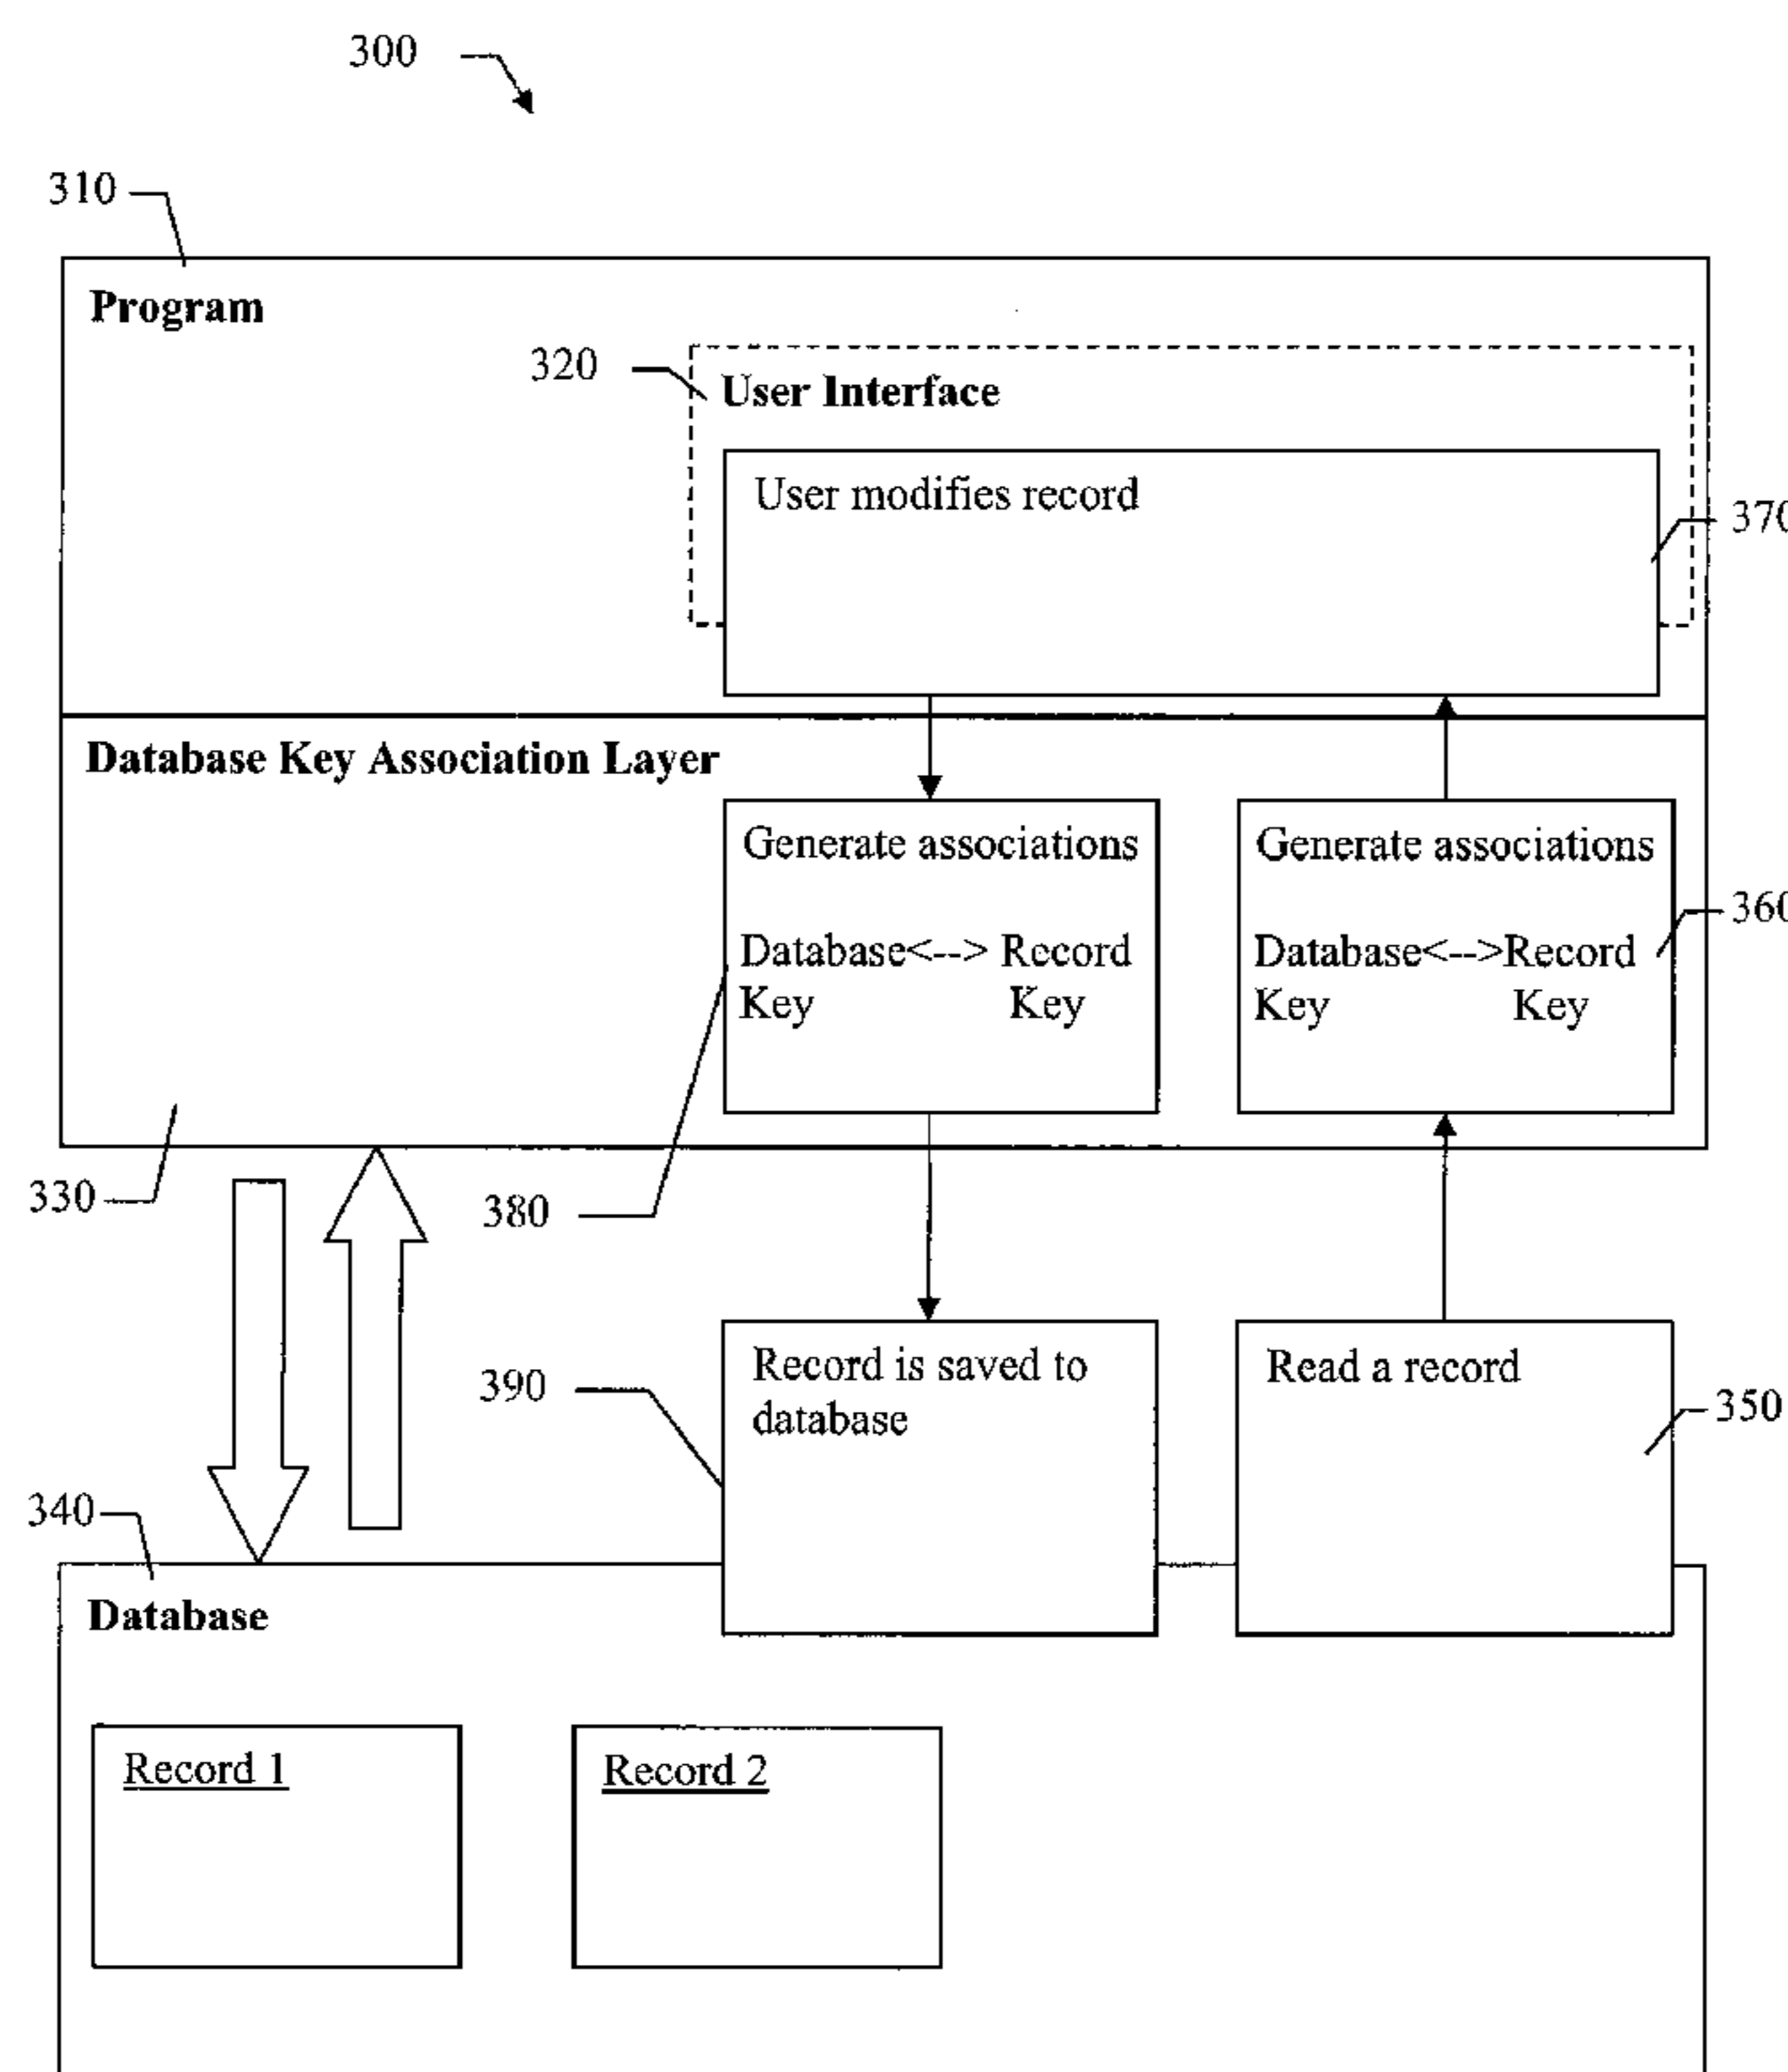 300
310
Program
320
User Interface
User modifies record
370
Database Key Association Layer
Generate associations
Database<--> Record
Key Key
Generate associations
Database<-->Record
Key Key
360
330
380
Record is saved to
database
390
Read a record
350
340
Database
Record 1
Record 2